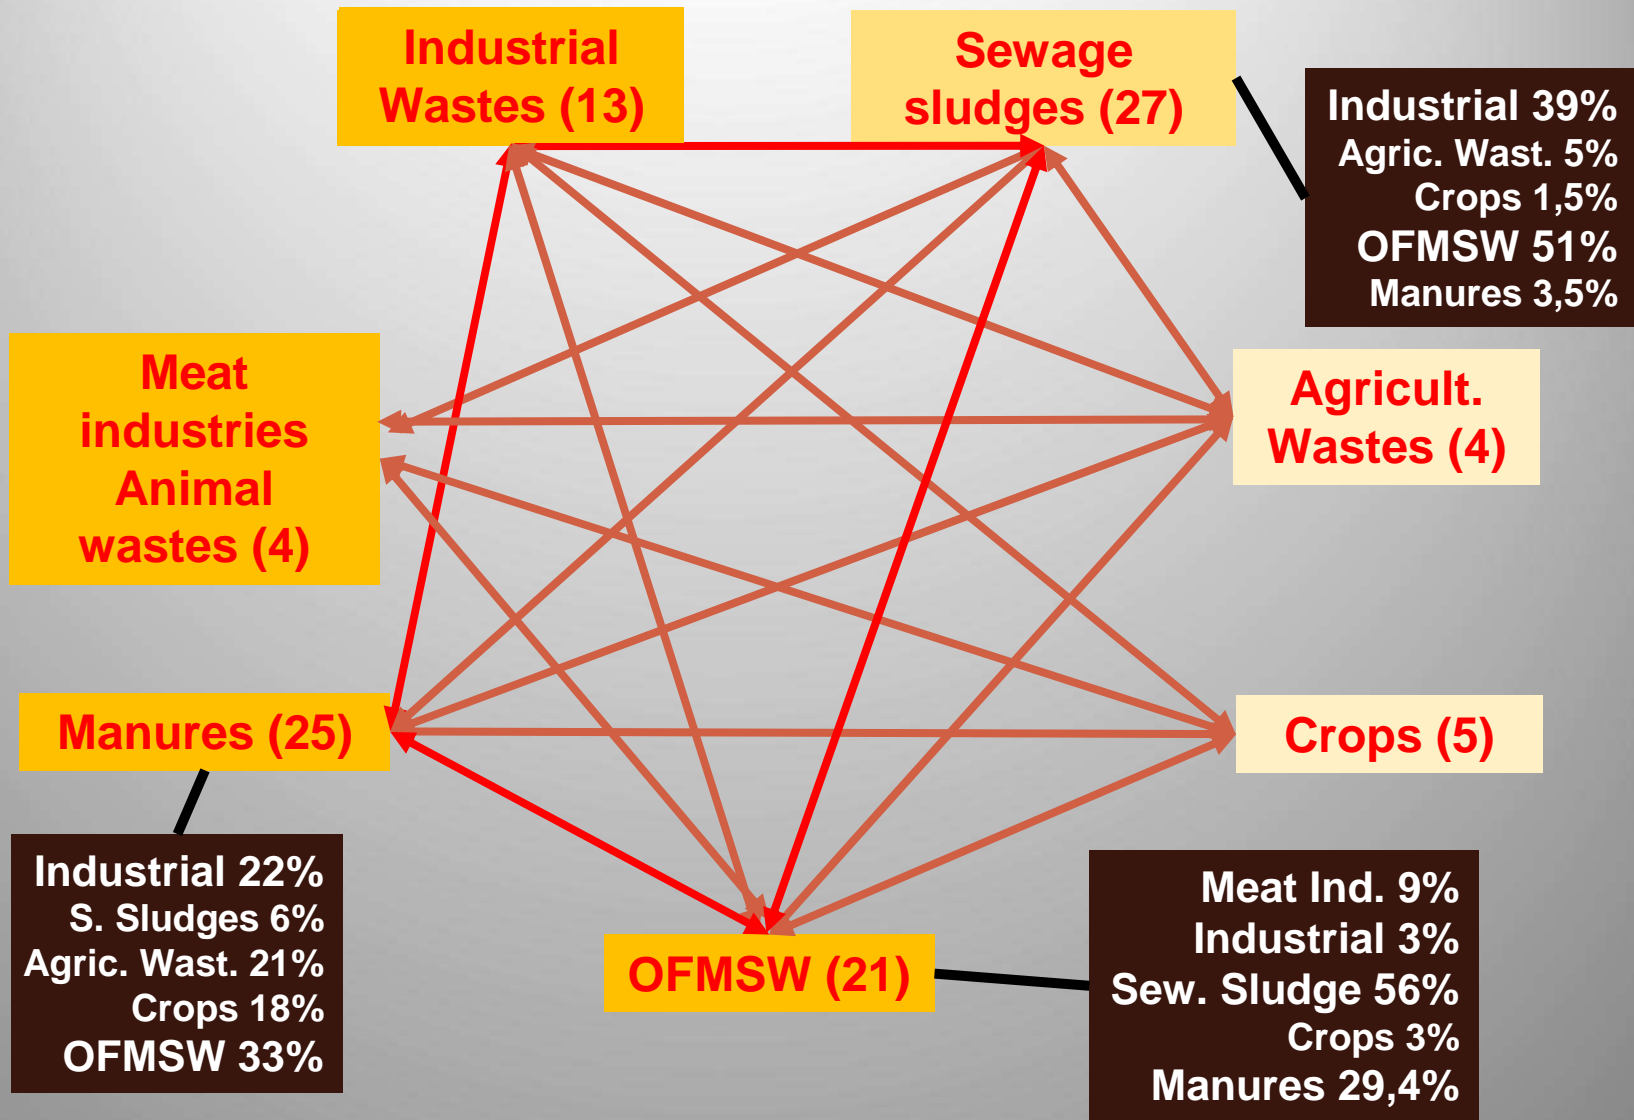 Industrial
Wastes (13)
Sewage
sludges (27)
Industrial 39%
Agric. Wast. 5%
Crops 1,5%
OFMSW 51%
Manures 3,5%
Meat
industries
Animal
wastes (4)
Agricult.
Wastes (4)
Manures (25)
Crops (5)
Industrial 22%
S. Sludges 6%
Agric. Wast. 21%
Crops 18%
OFMSW 33%
OFMSW (21)
Meat Ind. 9%
Industrial 3%
Sew. Sludge 56%
Crops 3%
Manures 29,4%